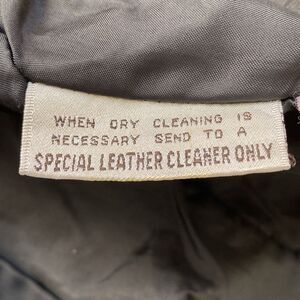 WHEN DRY CLEANING IS
NECESSARY SEND TO A
SPECIAL LEATHER CLEANER ONLY